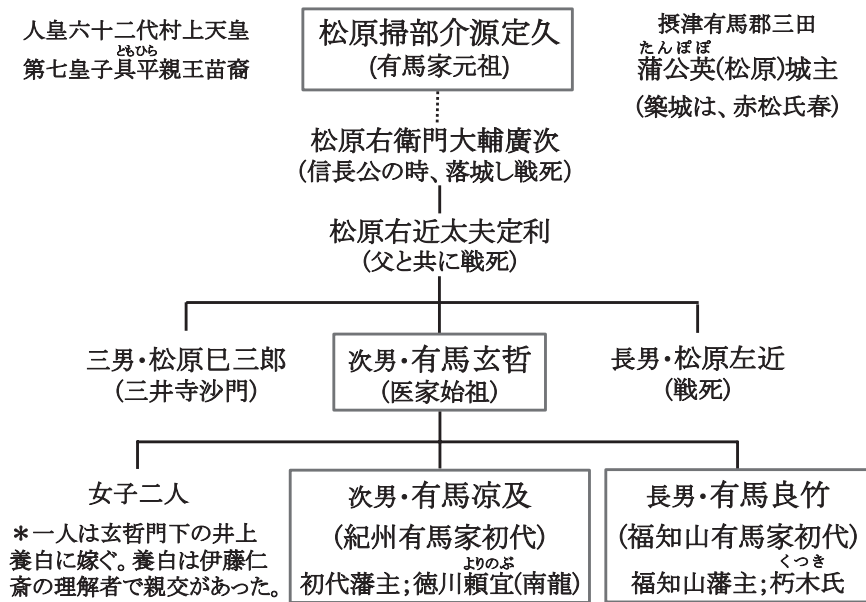 人皇六十二代村上天皇
ともひら
第七皇子具平親王苗裔
松原掃部介源定久
(有馬家元祖)
摂津有馬郡三田
たんぽぽ
蒲公英(松原)城主
(築城は、赤松氏春)
松原右衛門大輔廣次
(信長公の時、落城し戦死)
松原右近太夫定利
(父と共に戦死)
三男・松原巳三郎
(三井寺沙門)
次男・有馬玄哲
(医家始祖)
長男・松原左近
(戦死)
女子二人
*一人は玄哲門下の井上
養白に嫁ぐ。養白は伊藤仁
斎の理解者で親交があった。
次男・有馬凉及
(紀州有馬家初代)
よりのぶ
初代藩主;徳川頼宜(南龍)
長男・有馬良竹
(福知山有馬家初代)
くつき
福知山藩主;朽木氏